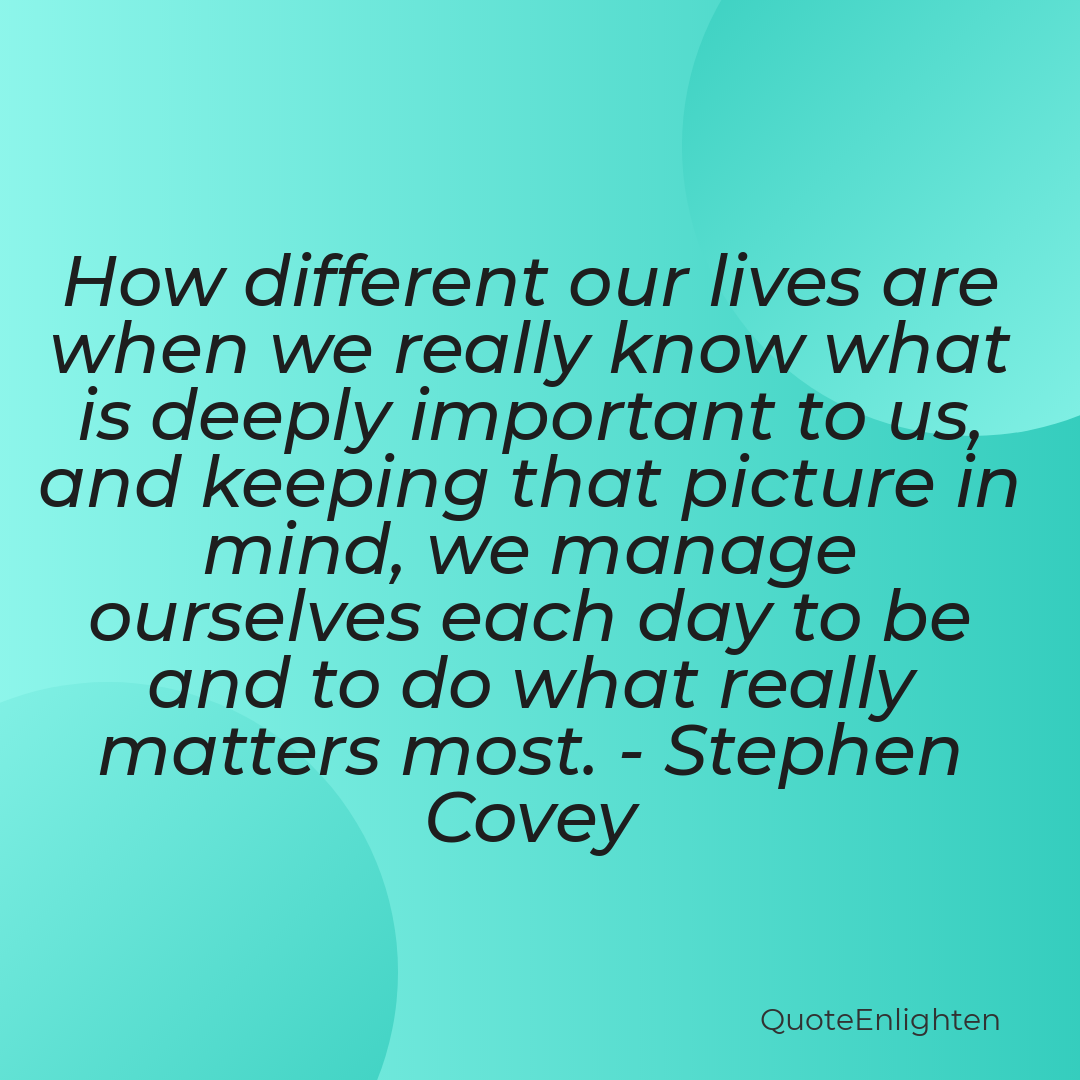 How different our lives are
when we really know what
is deeply important to us,
and keeping that picture in
mind, we manage
ourselves each day to be
and to do what really
matters most. - Stephen
Covey
QuoteEnlighten